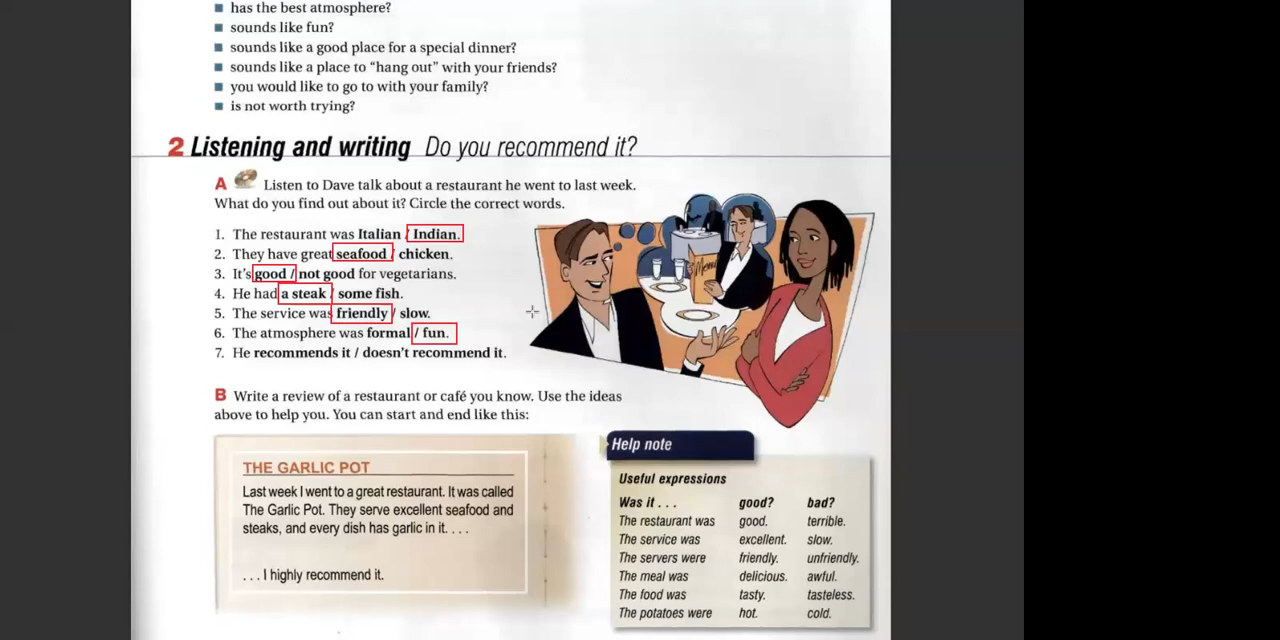 has the best atmosphere?
sounds like fun?
sounds like a good place for a special dinner?
sounds like a place to “hang out” with your friends?
you would like to go to with your family?
is not worth trying?
2 Listening and writing Do you recommend it?
A Listen to Dave talk about a restaurant he went to last week.
What do you find out about it? Circle the correct words.
1. The restaurant was Italian / Indian.
2. They have great seafood / chicken.
3. It’s good / not good for vegetarians.
4. He had a steak / some fish.
5. The service was friendly / slow.
6. The atmosphere was formal / fun.
7. He recommends it / doesn’t recommend it.
Menu
B Write a review of a restaurant or café you know. Use the ideas
above to help you. You can start and end like this:
THE GARLIC POT
Last week I went to a great restaurant. It was called
The Garlic Pot. They serve excellent seafood and
steaks, and every dish has garlic in it. . . .
. . . I highly recommend it.
Help note
Useful expressions
Was it . . . good? bad?
The restaurant was good. terrible.
The service was excellent. slow.
The servers were friendly. unfriendly.
The meal was delicious. awful.
The food was tasty. tasteless.
The potatoes were hot. cold.